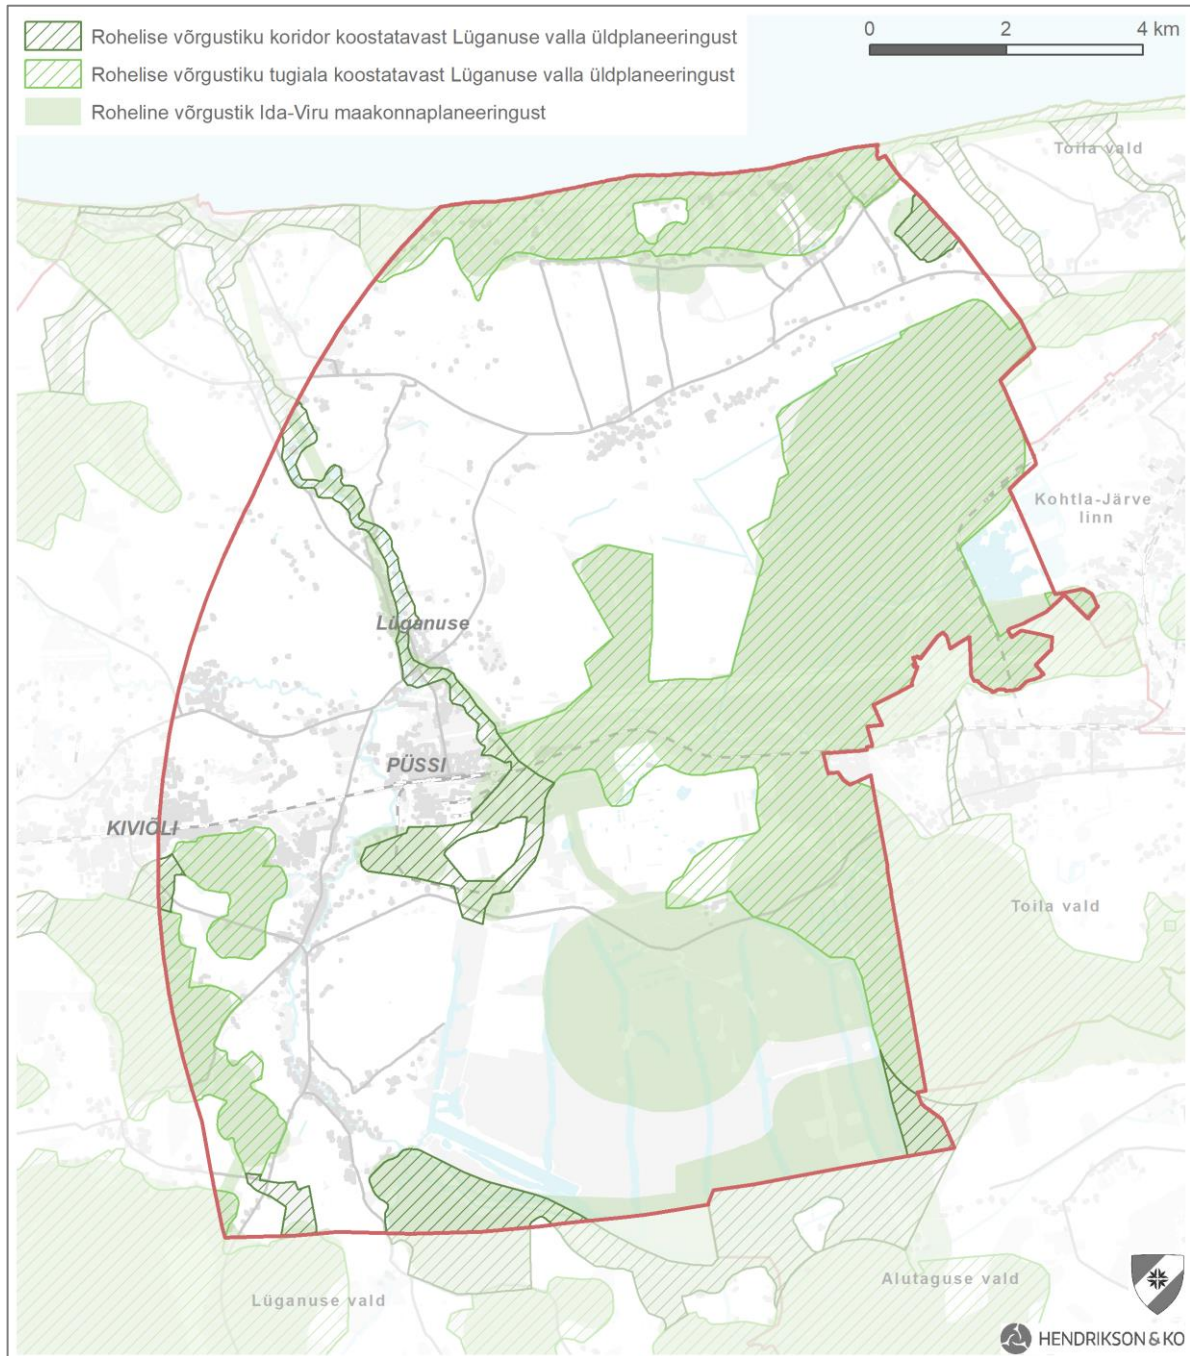 Rohelise võrgustiku koridor koostatavast Lüganuse valla üldplaneeringust
Rohelise võrgustiku tugiala koostatavast Lüganuse valla üldplaneeringust
Roheline võrgustik Ida-Viru maakonnaplaneeringust
0 2 4 km
Toila vald
Kohtla-Järve
linn
Lüganuse
PÜSSI
KIVIÕLI
Toila vald
Alutaguse vald
Lüganuse vald
HENDRIKSON & KO